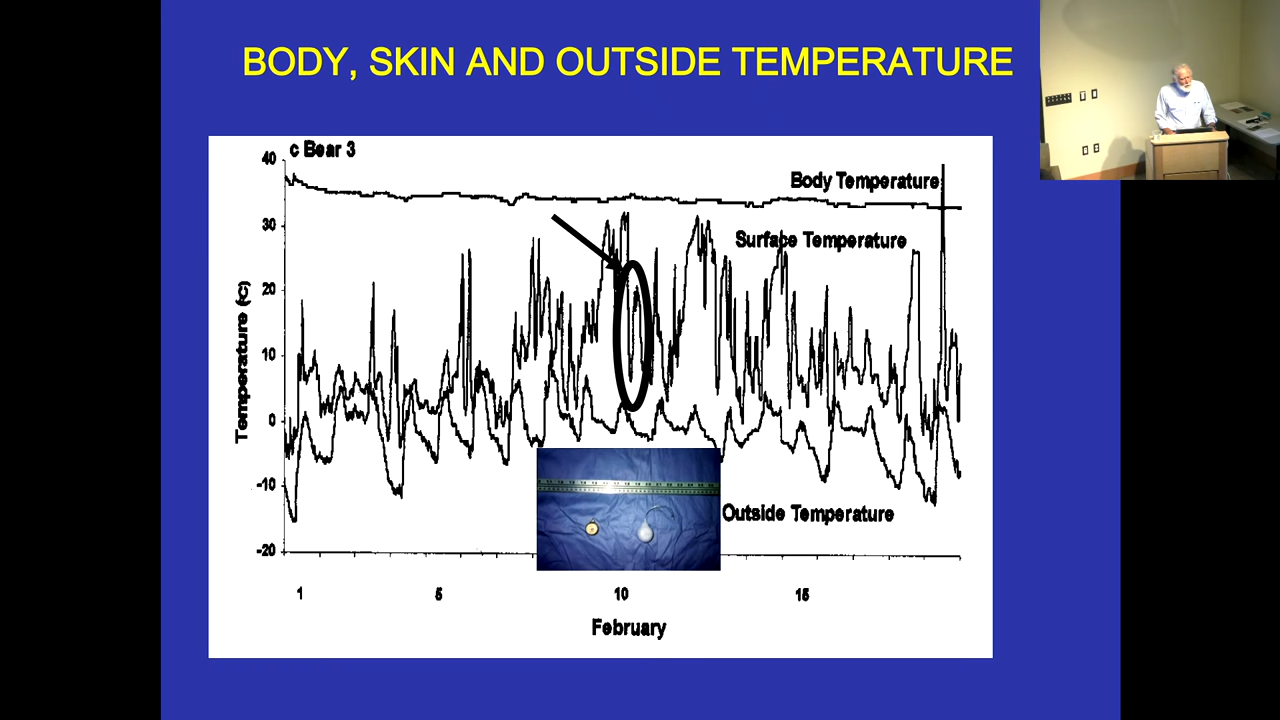 BODY, SKIN AND OUTSIDE TEMPERATURE
c Bear 3
40
30
20
10
0
-10
-20
Temperature (C)
Body Temperature
Surface Temperature
Outside Temperature
1
5
10
15
February